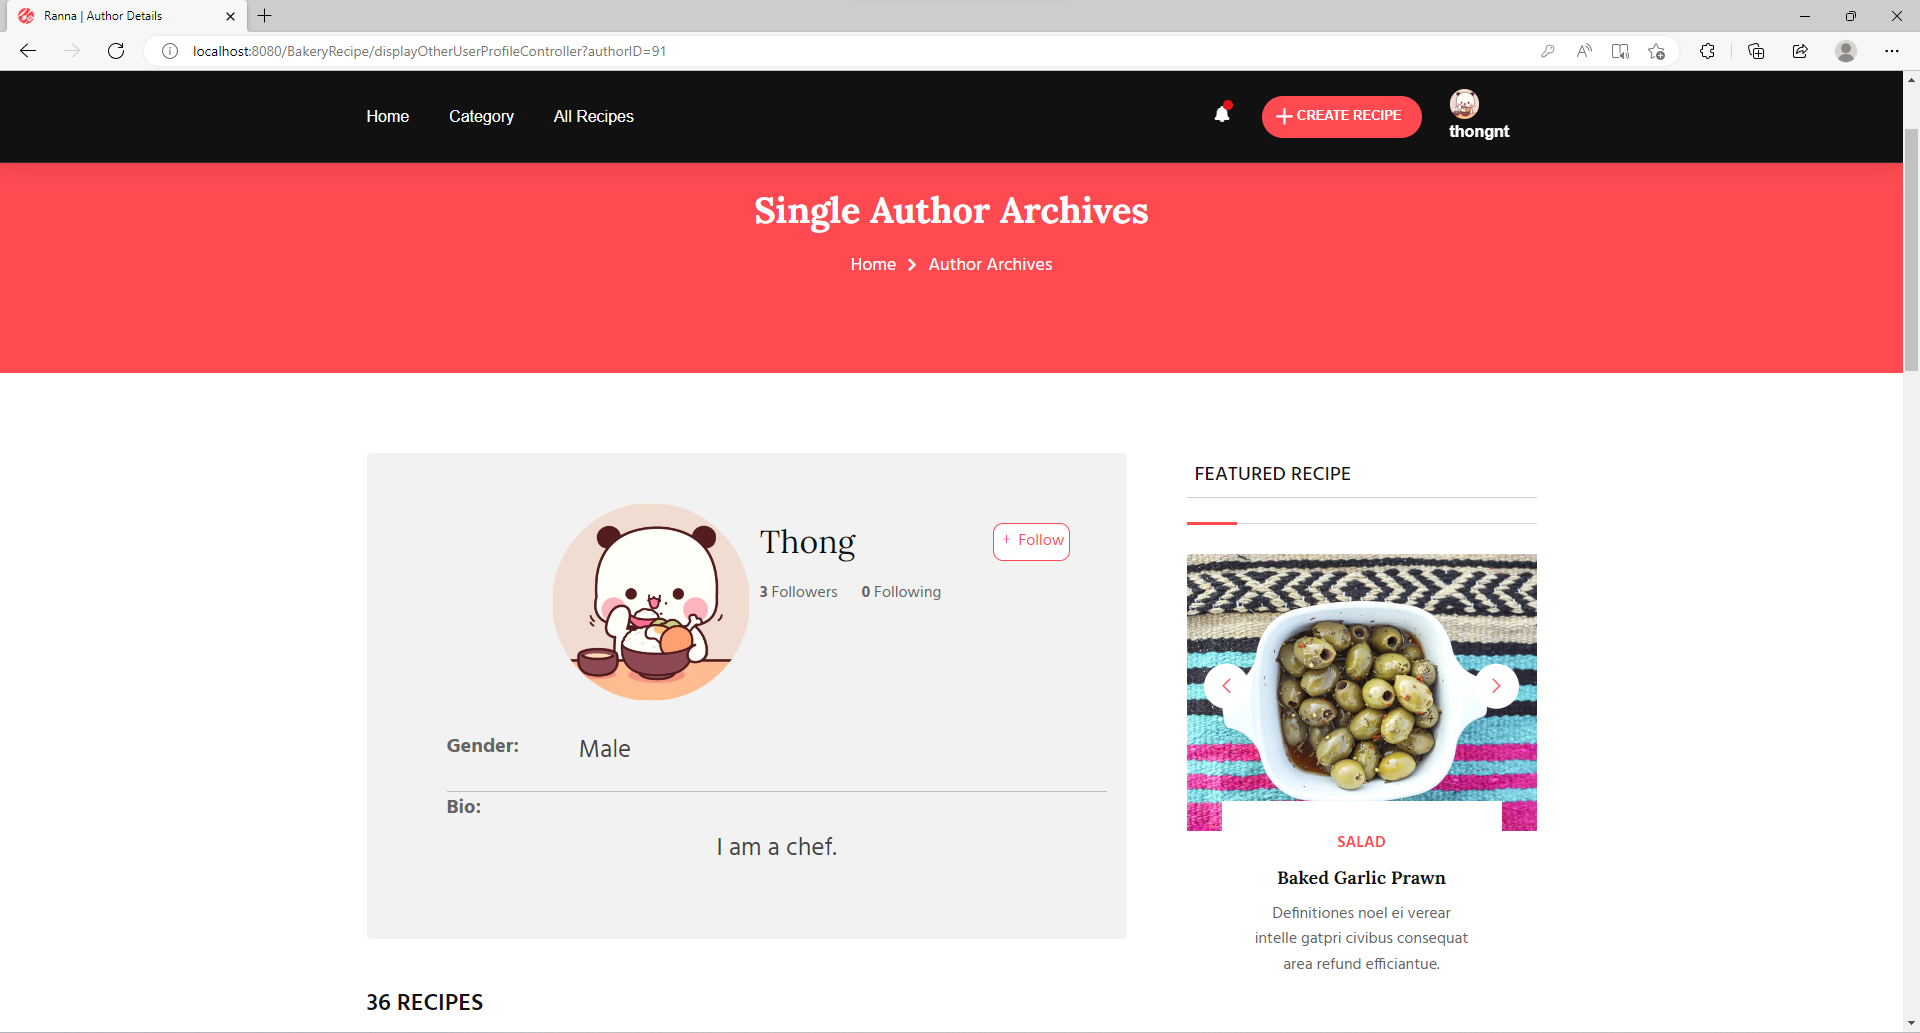 Ranna | Author Details
localhost:8080/BakeryRecipe/displayOtherUserProfileController?authorID=91
Home
Category
All Recipes
CREATE RECIPE
thongnt
Single Author Archives
Home
Author Archives
Thong
+ Follow
3 Followers
0 Following
Gender:
Male
Bio:
I am a chef.
36 RECIPES
FEATURED RECIPE
SALAD
Baked Garlic Prawn
Definitiones noel ei verear
intelle gatpri civibus consequat
area refund efficiantue.